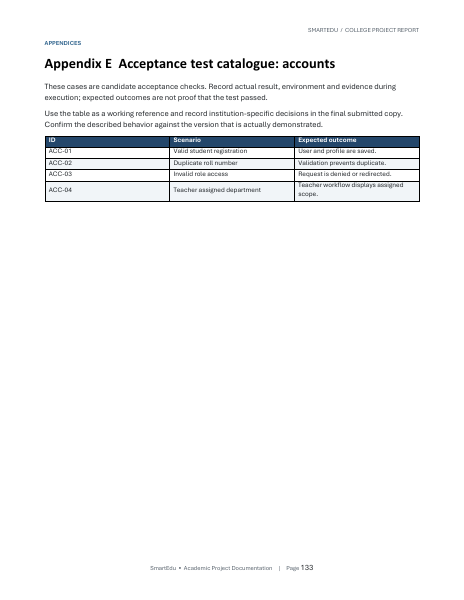 SMARTEDU / COLLEGE PROJECT REPORT
APPENDICES
Appendix E Acceptance test catalogue: accounts
These cases are candidate acceptance checks. Record actual result, environment and evidence during
execution; expected outcomes are not proof that the test passed.
Use the table as a working reference and record institution-specific decisions in the final submitted copy.
Confirm the described behavior against the version that is actually demonstrated.
ID Scenario Expected outcome
ACC-01 Valid student registration User and profile are saved.
ACC-02 Duplicate roll number Validation prevents duplicate.
ACC-03 Invalid role access Request is denied or redirected.
ACC-04 Teacher assigned department Teacher workflow displays assigned
scope.
SmartEdu • Academic Project Documentation | Page 133